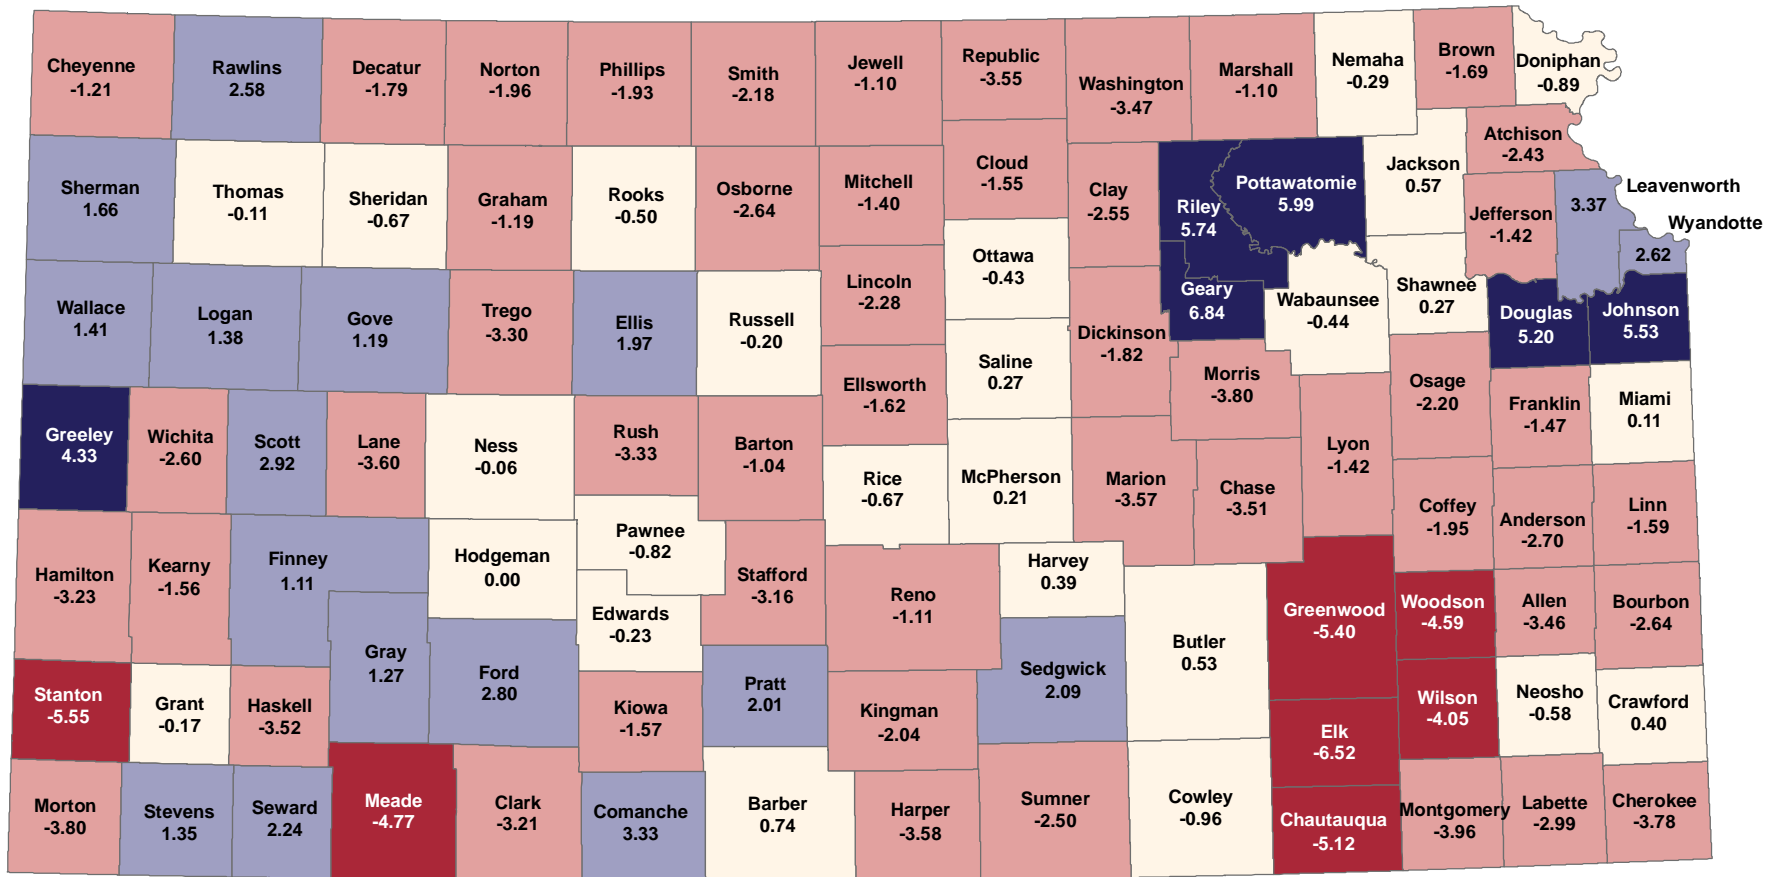 Cheyenne
-1.21
Rawlins
2.58
Decatur
-1.79
Norton
-1.96
Phillips
-1.93
Smith
-2.18
Jewell
-1.10
Republic
-3.55
Washington
-3.47
Marshall
-1.10
Nemaha
-0.29
Brown
-1.69
Doniphan
-0.89
Sherman
1.66
Thomas
-0.11
Sheridan
-0.67
Graham
-1.19
Rooks
-0.50
Osborne
-2.64
Mitchell
-1.40
Cloud
-1.55
Clay
-2.55
Riley
5.74
Pottawatomie
5.99
Jackson
0.57
Atchison
-2.43
Jefferson
-1.42
Leavenworth
3.37
Wyandotte
2.62
Wallace
1.41
Logan
1.38
Gove
1.19
Trego
-3.30
Ellis
1.97
Russell
-0.20
Lincoln
-2.28
Ottawa
-0.43
Saline
0.27
Dickinson
-1.82
Geary
6.84
Wabaunsee
-0.44
Shawnee
0.27
Douglas
5.20
Johnson
5.53
Greeley
4.33
Wichita
-2.60
Scott
2.92
Lane
-3.60
Ness
-0.06
Rush
-3.33
Barton
-1.04
Ellsworth
-1.62
Rice
-0.67
McPherson
0.21
Marion
-3.57
Morris
-3.80
Chase
-3.51
Lyon
-1.42
Osage
-2.20
Franklin
-1.47
Miami
0.11
Coffey
-1.95
Anderson
-2.70
Linn
-1.59
Hamilton
-3.23
Kearny
-1.56
Finney
1.11
Hodgeman
0.00
Pawnee
-0.82
Edwards
-0.23
Stafford
-3.16
Reno
-1.11
Harvey
0.39
Butler
0.53
Greenwood
-5.40
Woodson
-4.59
Allen
-3.46
Bourbon
-2.64
Stanton
-5.55
Grant
-0.17
Haskell
-3.52
Gray
1.27
Ford
2.80
Kiowa
-1.57
Pratt
2.01
Kingman
-2.04
Sedgwick
2.09
Elk
-6.52
Wilson
-4.05
Neosho
-0.58
Crawford
0.40
Morton
-3.80
Stevens
1.35
Seward
2.24
Meade
-4.77
Clark
-3.21
Comanche
3.33
Barber
0.74
Harper
-3.58
Sumner
-2.50
Cowley
-0.96
Chautauqua
-5.12
Montgomery
-3.96
Labette
-2.99
Cherokee
-3.78